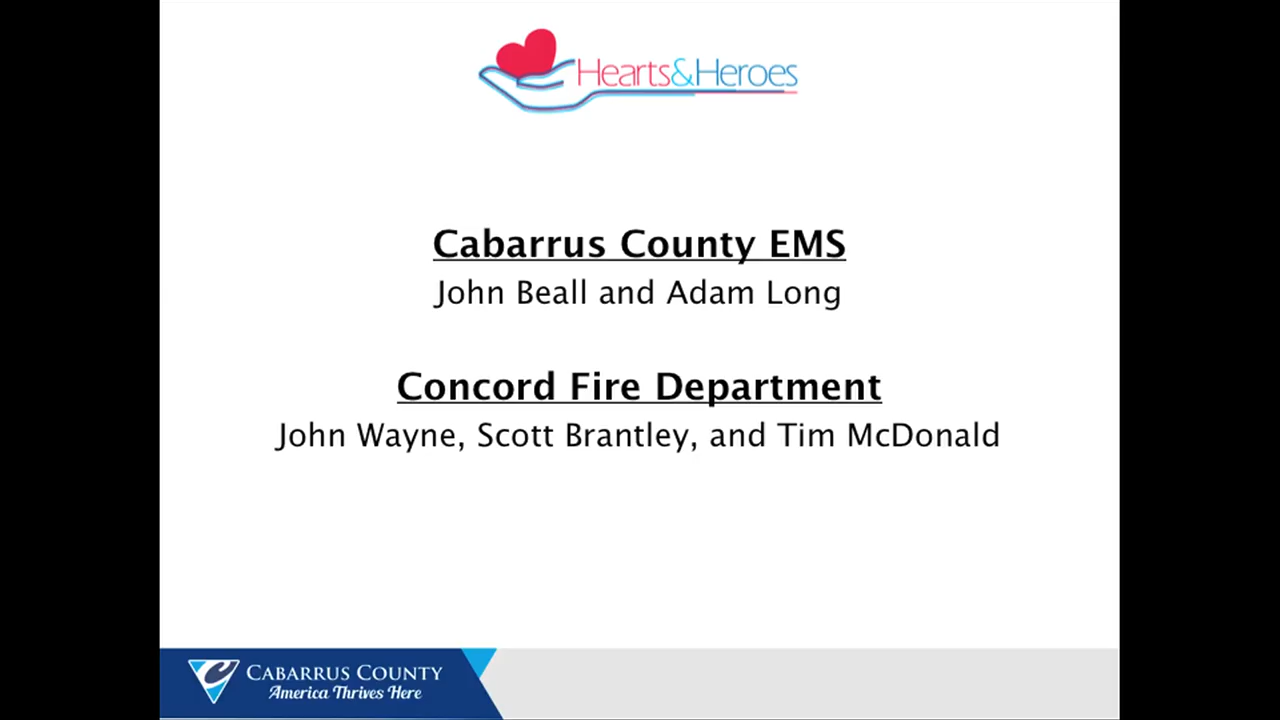 Hearts&Heroes
Cabarrus County EMS
John Beall and Adam Long
Concord Fire Department
John Wayne, Scott Brantley, and Tim McDonald
CABARRUS COUNTY
America Thrives Here